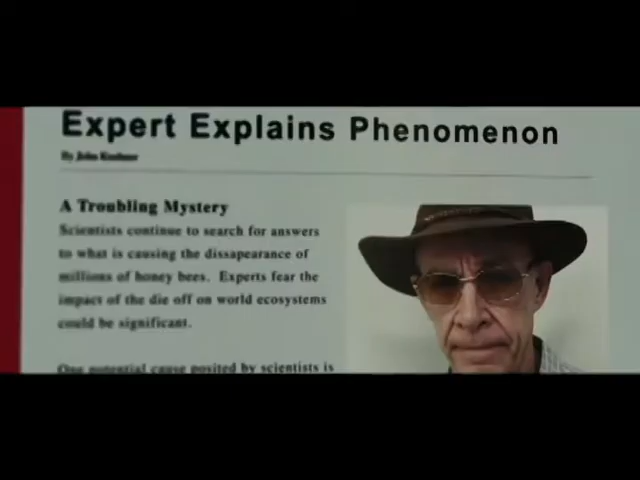 Expert Explains Phenomenon
By John
A Troubling Mystery
Scientists continue to search for answers
to what is causing the dissapearance of
millions of honey bees. Experts fear the
impact of the die off on world ecosystems
could be significant.
One potential cause posited by scientists is